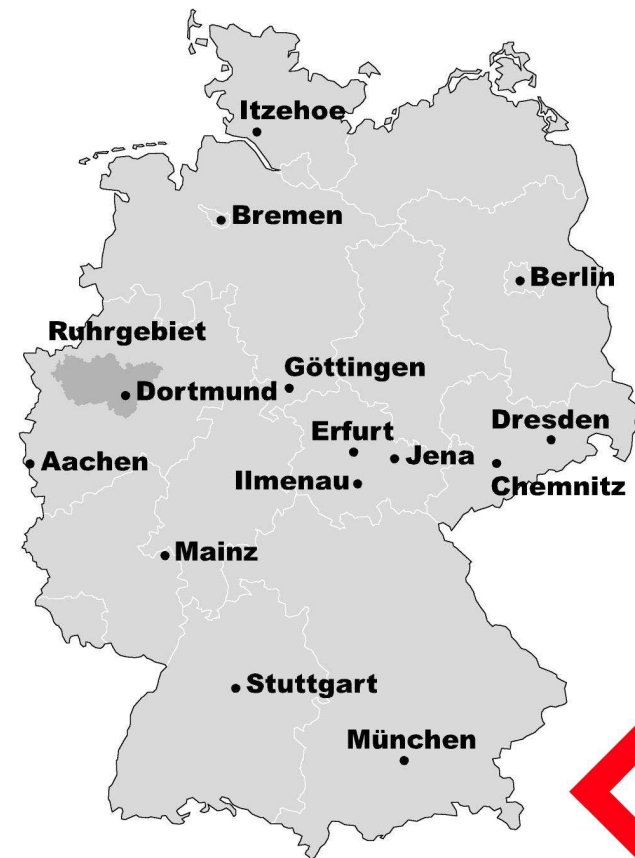 Itzehoe
Bremen
Berlin
Ruhrgebiet
Göttingen
Dortmund
Dresden
Erfurt
Jena
Aachen
Ilmenau
Chemnitz
Mainz
Stuttgart
München